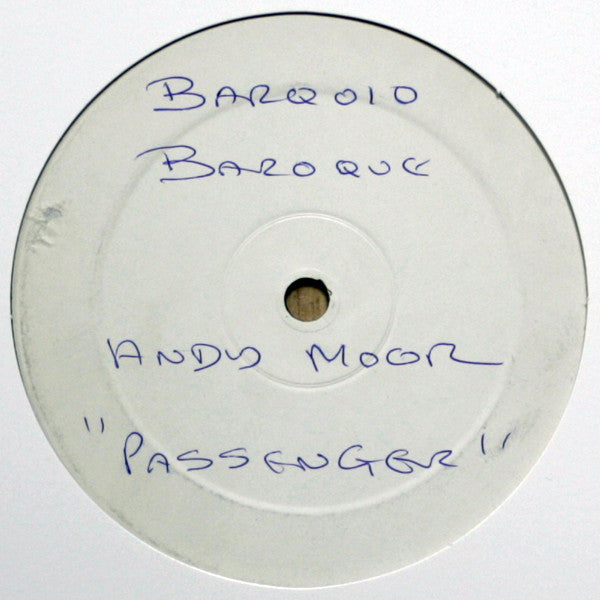 BARQ010
BAROQUE
ANDY MOOR
"PASSENGER"